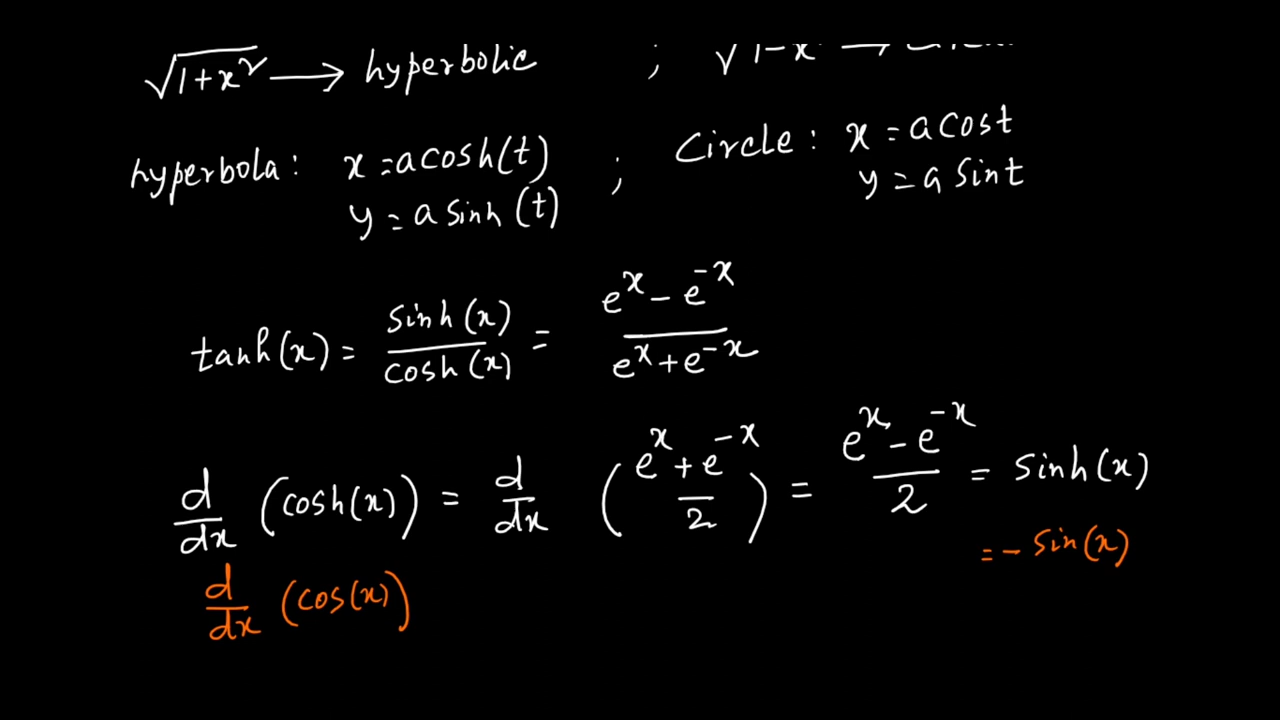 √(1+x²) ⟶ hyperbolic ; √1-x ⟶
hyperbola: x = a cosh(t) ; Circle: x = a cost
y = a sinh(t) y = a sint
tanh(x) = sinh(x)/cosh(x) = (e^x - e^-x)/(e^x + e^-x)
d/dx (cosh(x)) = d/dx ((e^x + e^-x)/2) = (e^x - e^-x)/2 = sinh(x)
d/dx (cos(x)) = - sin(x)